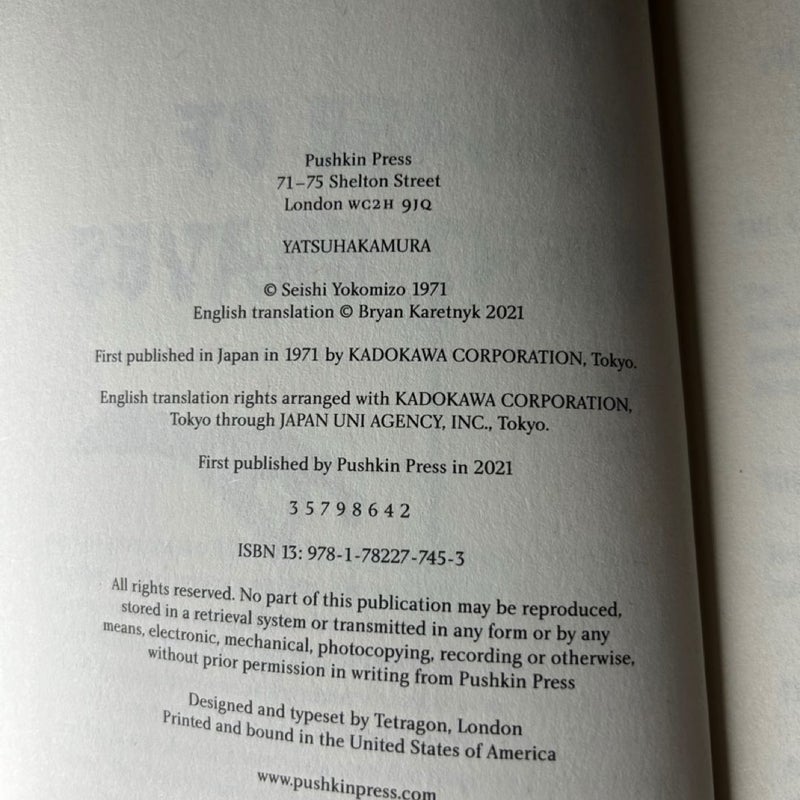 Pushkin Press
71–75 Shelton Street
London WC2H 9JQ
YATSUHAKAMURA
© Seishi Yokomizo 1971
English translation © Bryan Karetnyk 2021
First published in Japan in 1971 by KADOKAWA CORPORATION, Tokyo.
English translation rights arranged with KADOKAWA CORPORATION,
Tokyo through JAPAN UNI AGENCY, INC., Tokyo.
First published by Pushkin Press in 2021
3 5 7 9 8 6 4 2
ISBN 13: 978-1-78227-745-3
All rights reserved. No part of this publication may be reproduced,
stored in a retrieval system or transmitted in any form or by any
means, electronic, mechanical, photocopying, recording or otherwise,
without prior permission in writing from Pushkin Press
Designed and typeset by Tetragon, London
Printed and bound in the United States of America
www.pushkinpress.com